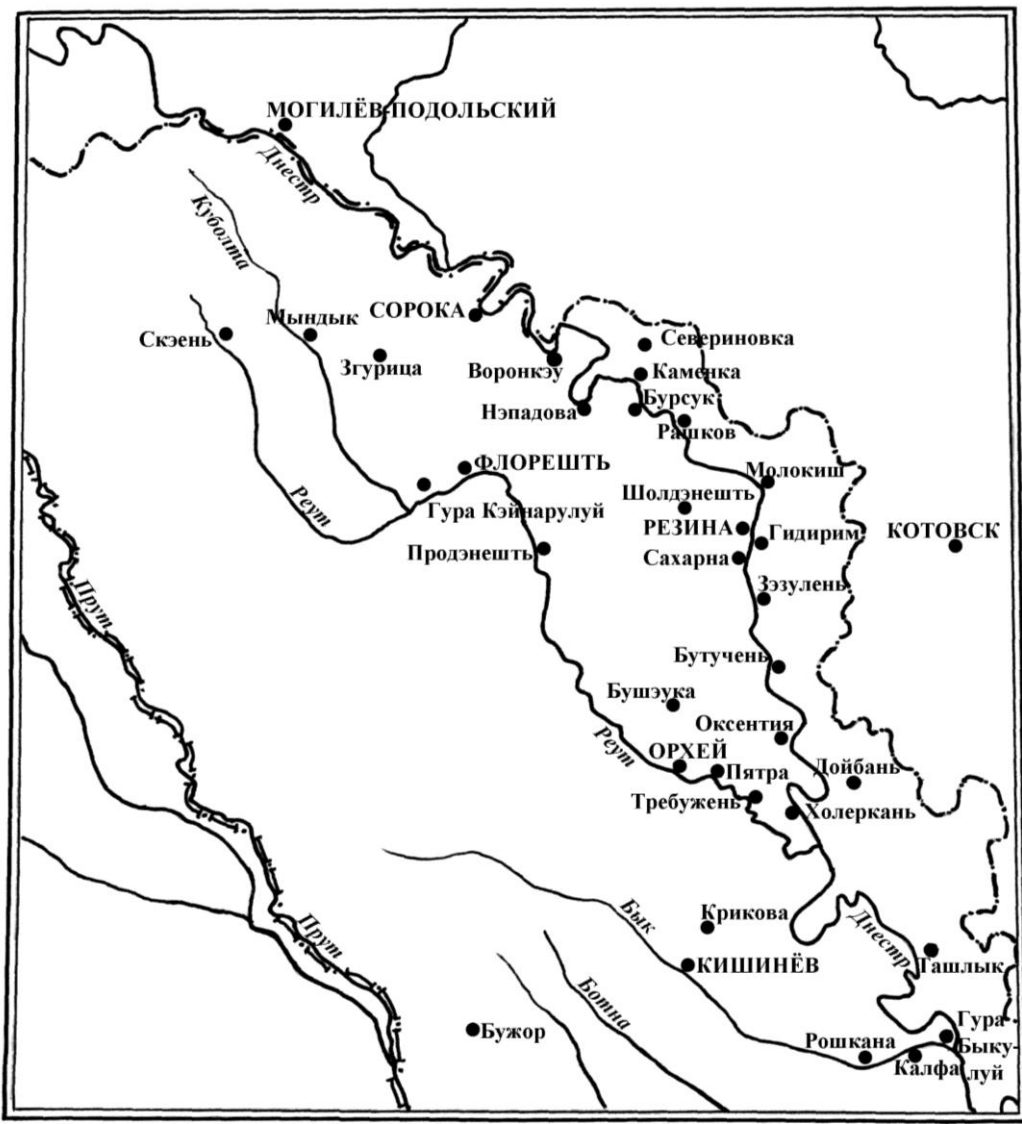 МОГИЛЁВ-ПОДОЛЬСКИЙ
Днестр
Куболта
СОРОКА
Мындык
Скэень
Згурица
Воронкэу
Севериновка
Каменка
Нэпадова
Бурсук
Рашков
ФЛОРЕШТЬ
Молокиш
Шолдэнешть
Реут
Гура Кэйнарулуй
РЕЗИНА
Гидирим
КОТОВСК
Продэнешть
Сахарна
Зэзулень
Прут
Бутучень
Бушэука
Оксентия
Реут
ОРХЕЙ
Пятра
Дойбань
Требужень
Холеркань
Прут
Бык
Крикова
Днестр
КИШИНЁВ
Ташлык
Ботна
Бужор
Рошкана
Калфа
Гура
Быку-
луй